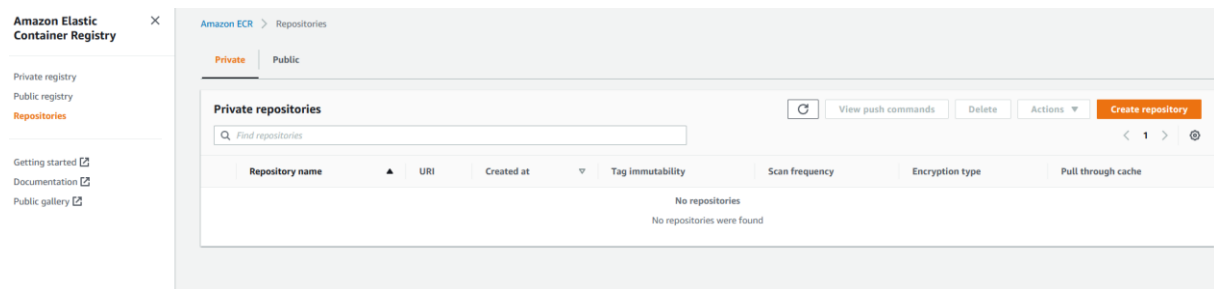 Amazon Elastic
Container Registry
Private registry
Public registry
Repositories
Getting started
Documentation
Public gallery
Amazon ECR > Repositories
Private Public
Private repositories View push commands Delete Actions Create repository
Find repositories < 1 >
Repository name URI Created at Tag immutability Scan frequency Encryption type Pull through cache
No repositories
No repositories were found